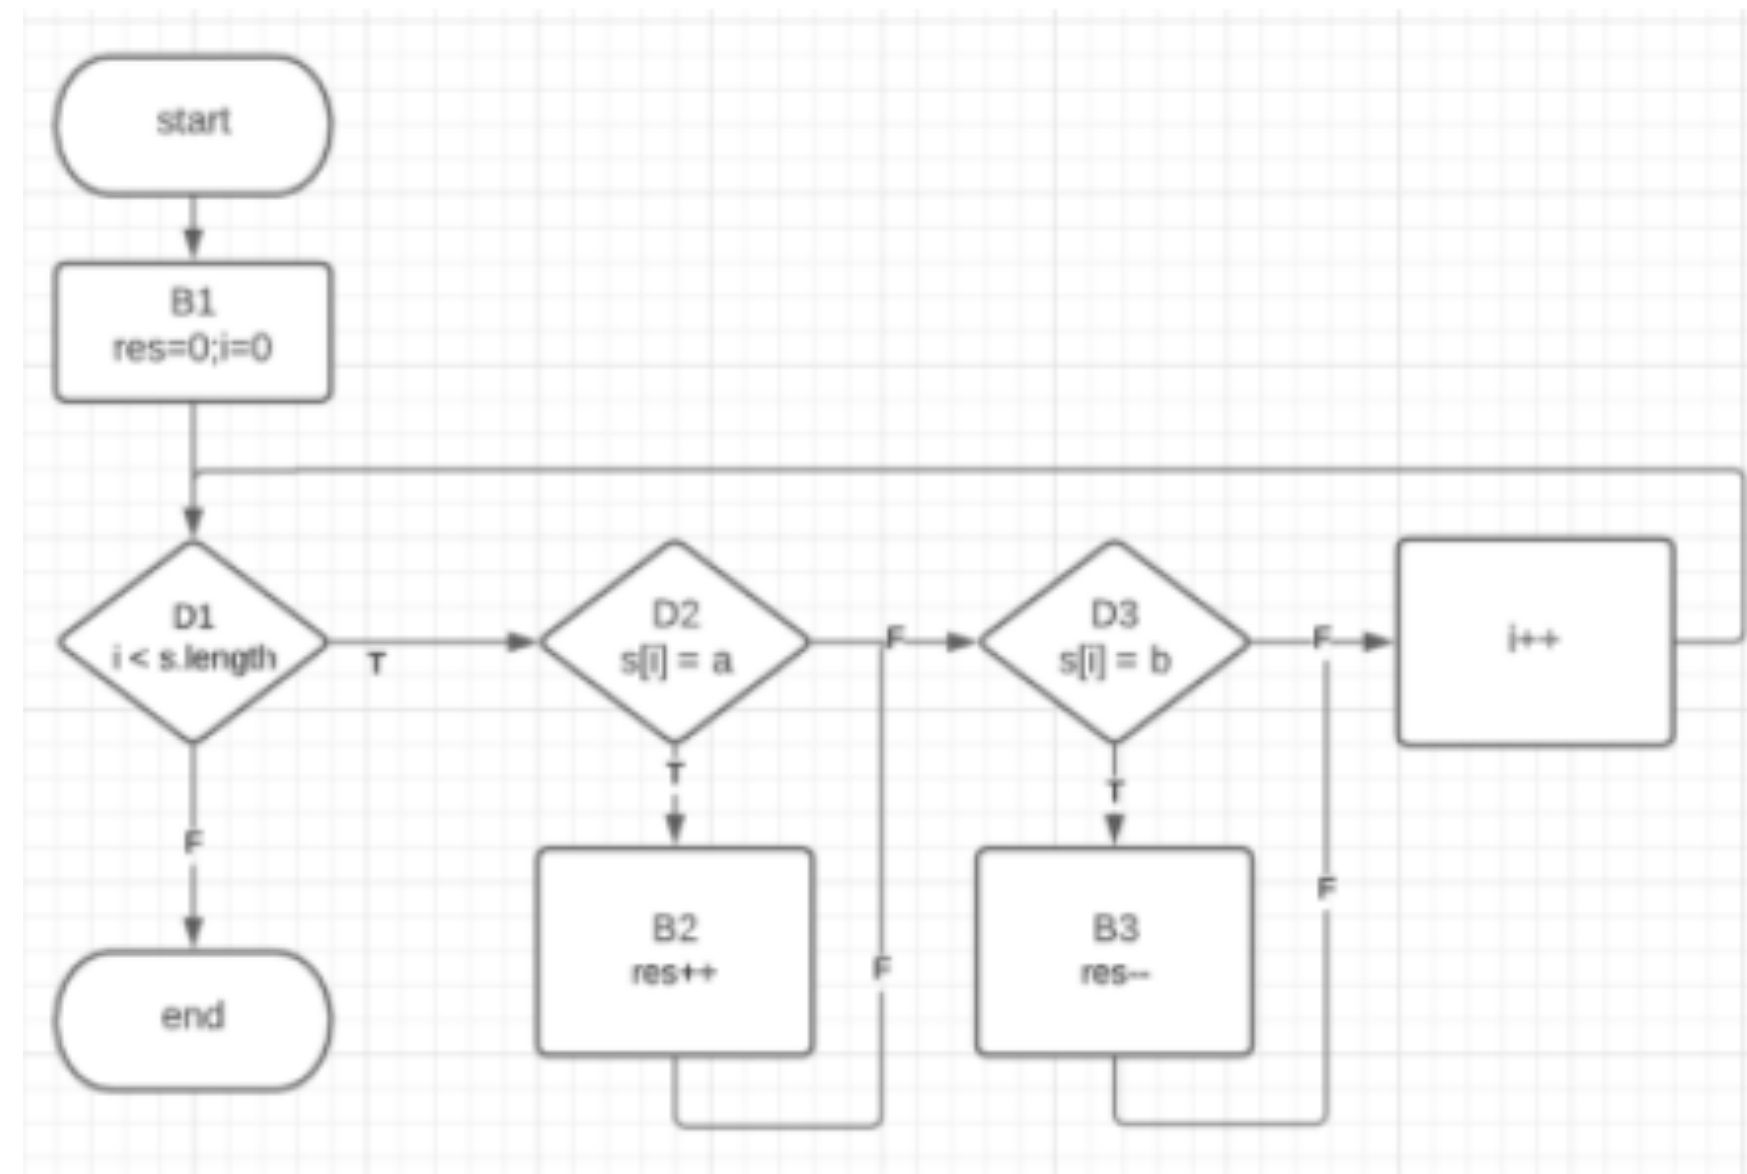 start
B1
res=0;i=0
D1
i < s.length
T
D2
s[i] = a
F
D3
s[i] = b
F
i++
T
T
F
F
F
B2
res++
B3
res--
end